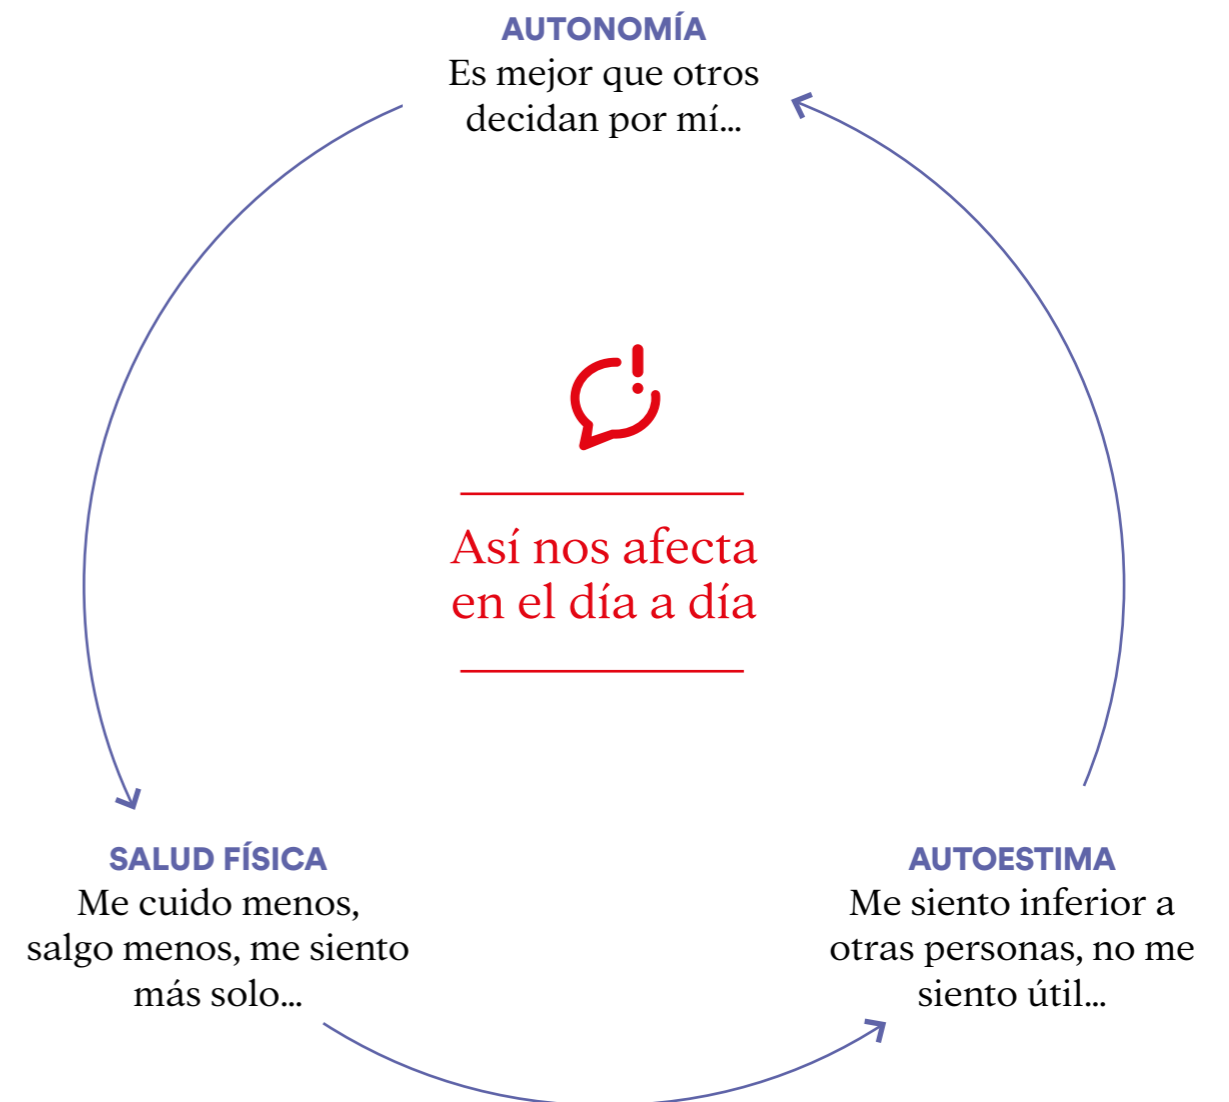 AUTONOMÍA
Es mejor que otros
decidan por mí...
Así nos afecta
en el día a día
SALUD FÍSICA
Me cuido menos,
salgo menos, me siento
más solo...
AUTOESTIMA
Me siento inferior a
otras personas, no me
siento útil...